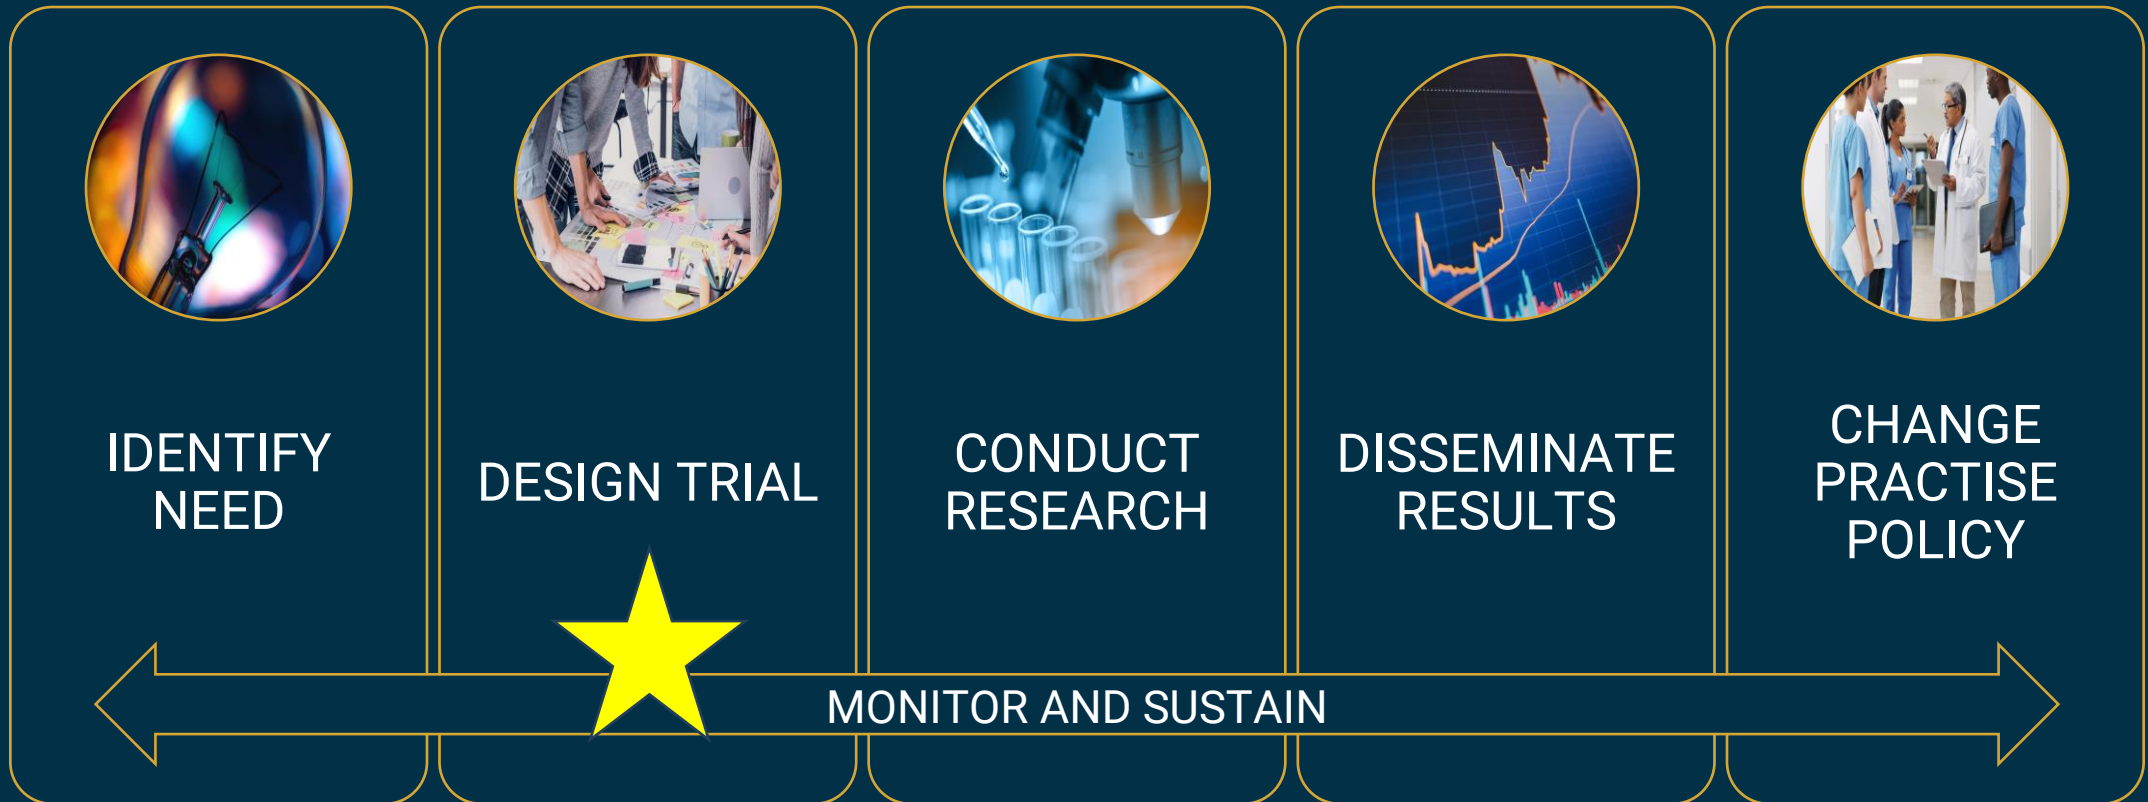 IDENTIFY
NEED
DESIGN TRIAL
CONDUCT
RESEARCH
DISSEMINATE
RESULTS
CHANGE
PRACTISE
POLICY
MONITOR AND SUSTAIN